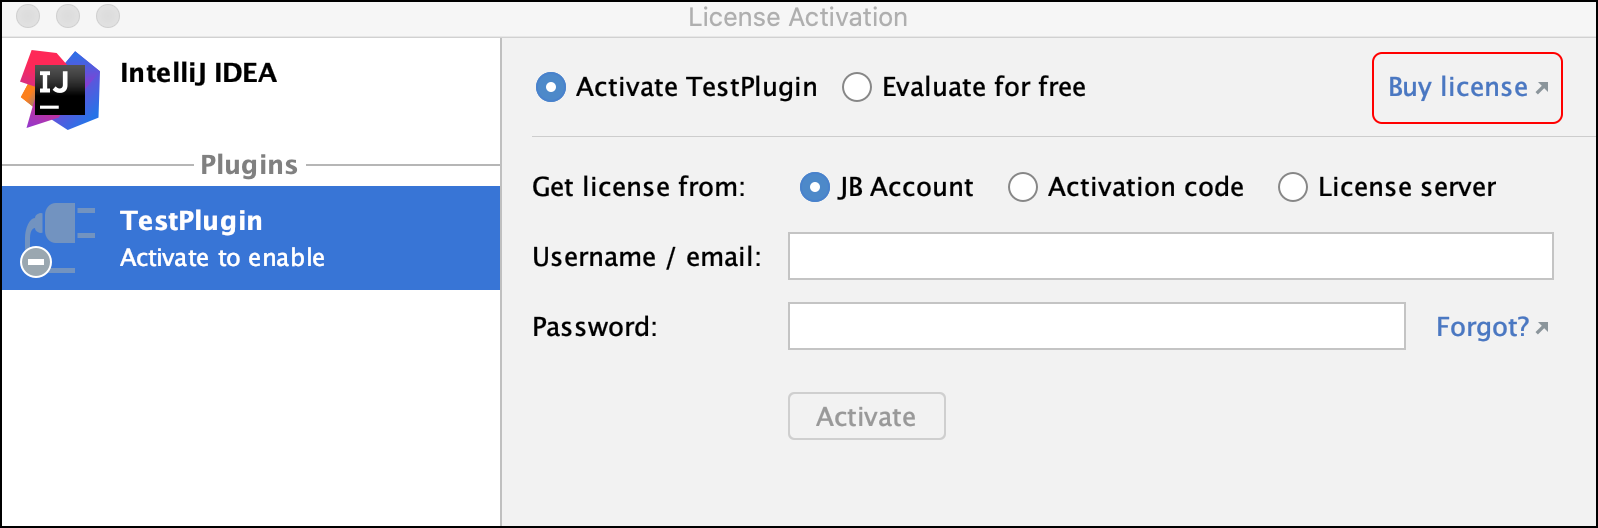 License Activation
IJ
IntelliJ IDEA
Plugins
TestPlugin
Activate to enable
Activate TestPlugin Evaluate for free Buy license
Get license from: JB Account Activation code License server
Username / email:
Password: Forgot?
Activate